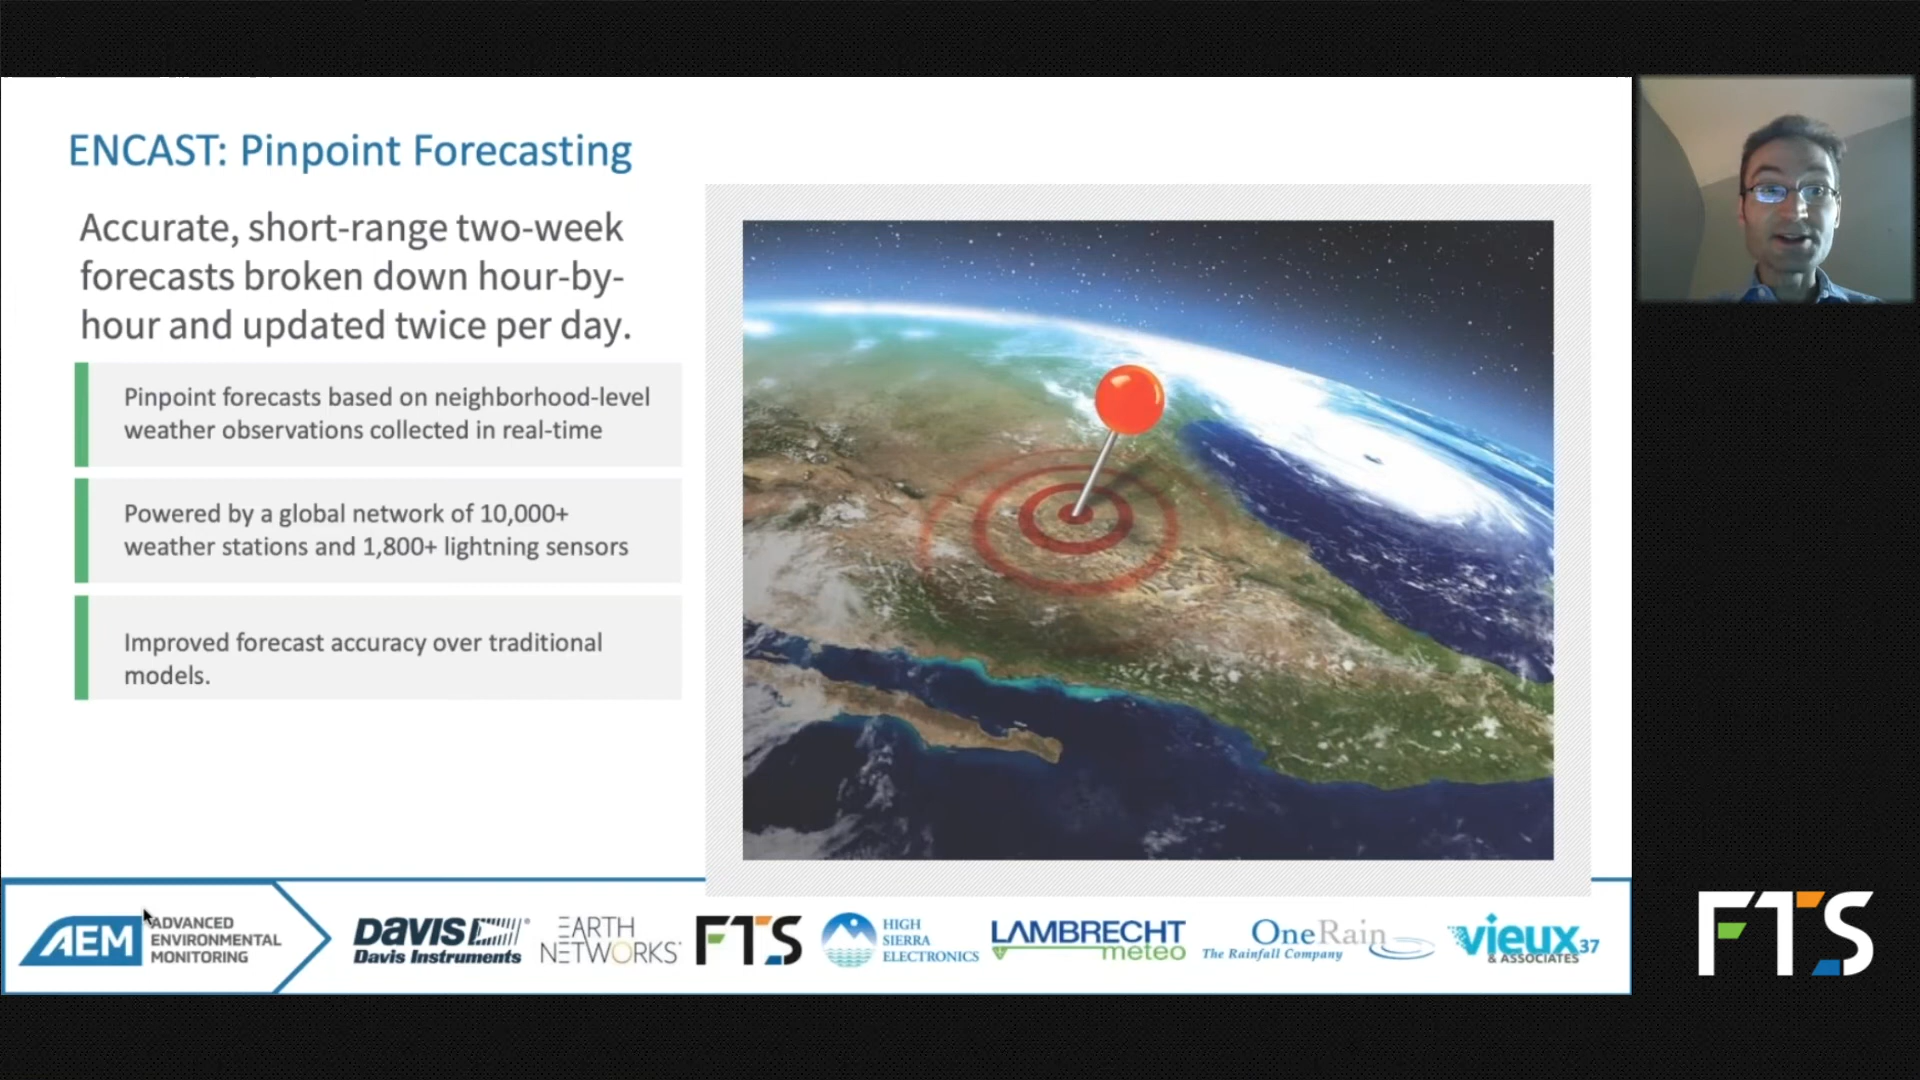 ENCAST: Pinpoint Forecasting
Accurate, short-range two-week
forecasts broken down hour-by-
hour and updated twice per day.
Pinpoint forecasts based on neighborhood-level
weather observations collected in real-time
Powered by a global network of 10,000+
weather stations and 1,800+ lightning sensors
Improved forecast accuracy over traditional
models.
AEM
ADVANCED
ENVIRONMENTAL
MONITORING
DAVIS
Davis Instruments
EARTH
NETWORKS
FTS
HIGH
SIERRA
ELECTRONICS
LAMBRECHT
meteo
OneRain
The Rainfall Company
vieux
& ASSOCIATES
37
FTS